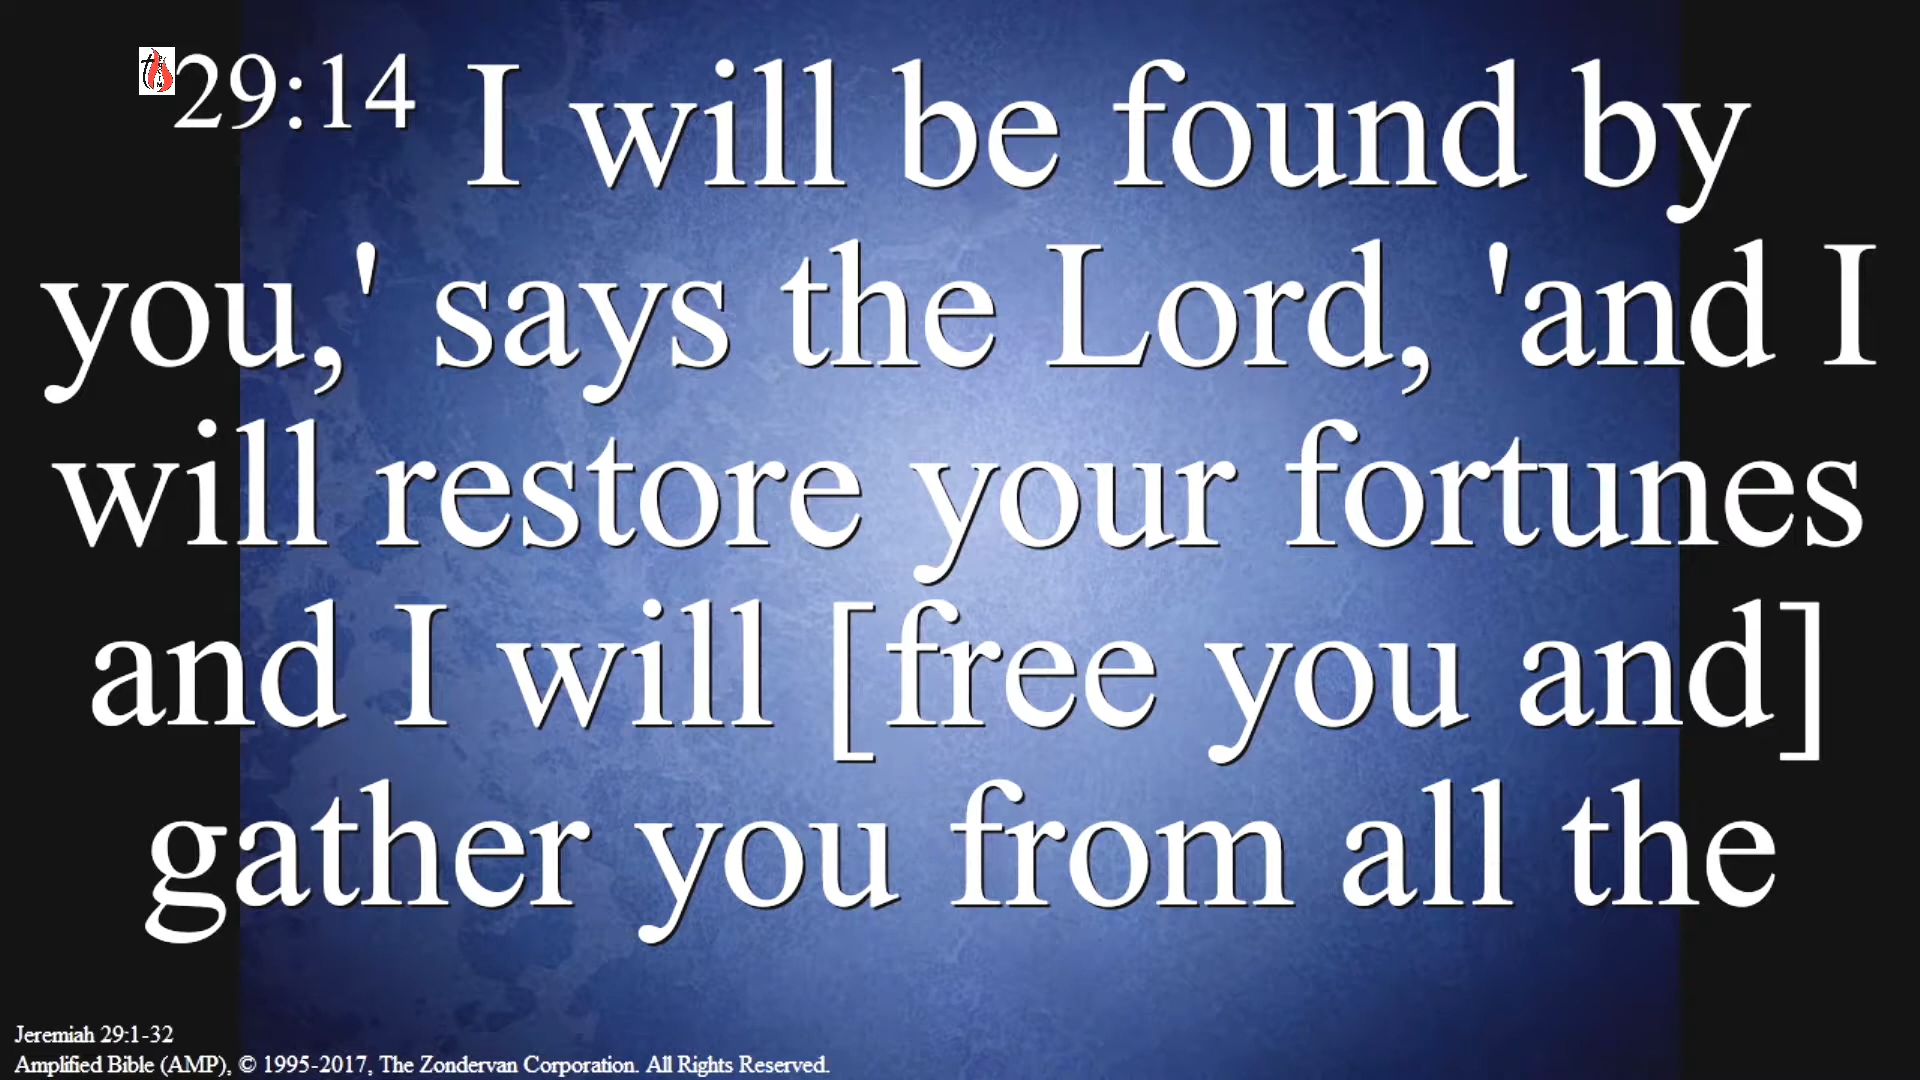 29:14 I will be found by
you,' says the Lord, 'and I
will restore your fortunes
and I will [free you and]
gather you from all the
Jeremiah 29:1-32
Amplified Bible (AMP), © 1995-2017, The Zondervan Corporation. All Rights Reserved.